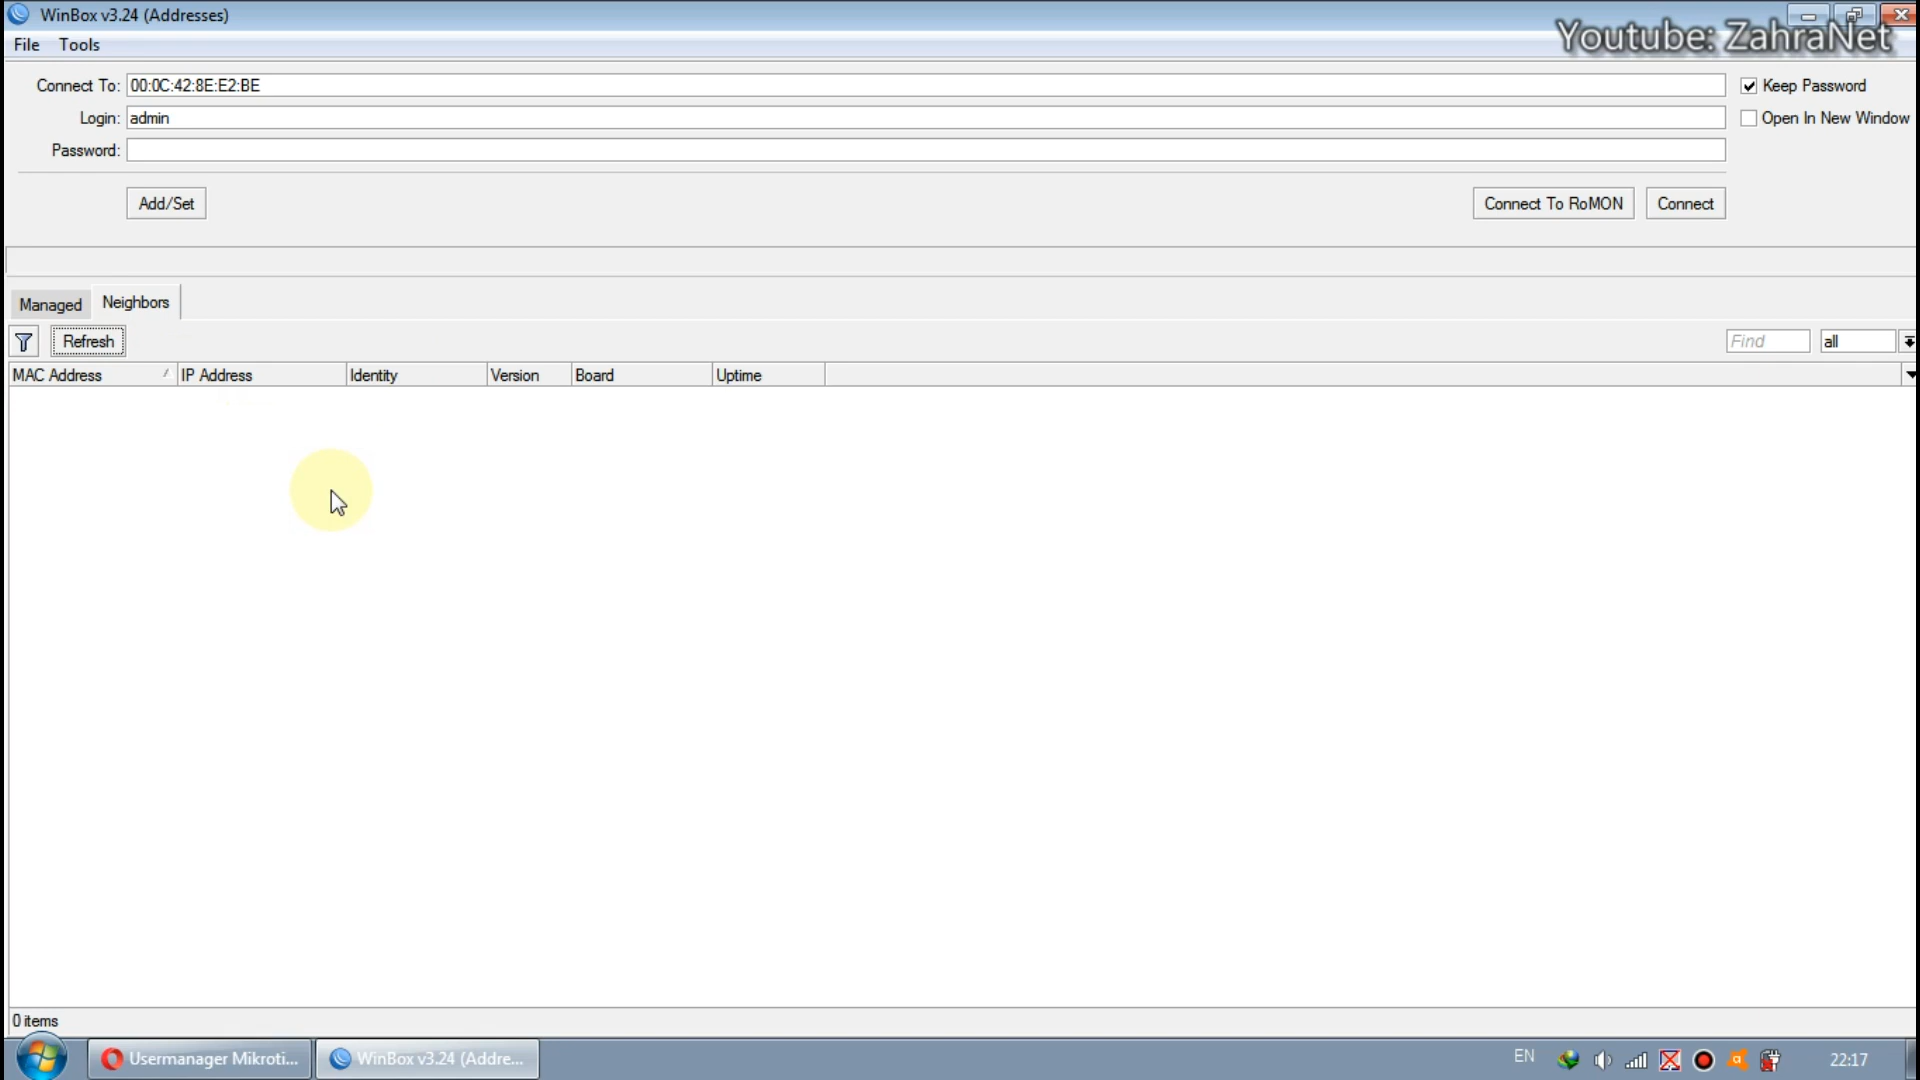 WinBox v3.24 (Addresses)
Youtube: ZahraNet
File Tools
Connect To: 00:0C:42:8E:E2:BE
Keep Password
Login: admin
Open In New Window
Password:
Add/Set
Connect To RoMON
Connect
Managed
Neighbors
Refresh
Find
all
MAC Address
IP Address
Identity
Version
Board
Uptime
0 items
Usermanager Mikroti...
WinBox v3.24 (Addre...
EN
22:17